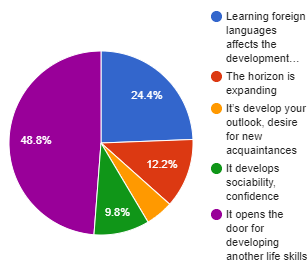 Learning foreign
languages
affects the
development…
The horizon is
expanding
It's develop your
outlook, desire
for new
acquaintances
It develops
sociability,
confidence
It opens the
door for
developing
another life skills
24.4%
12.2%
9.8%
48.8%